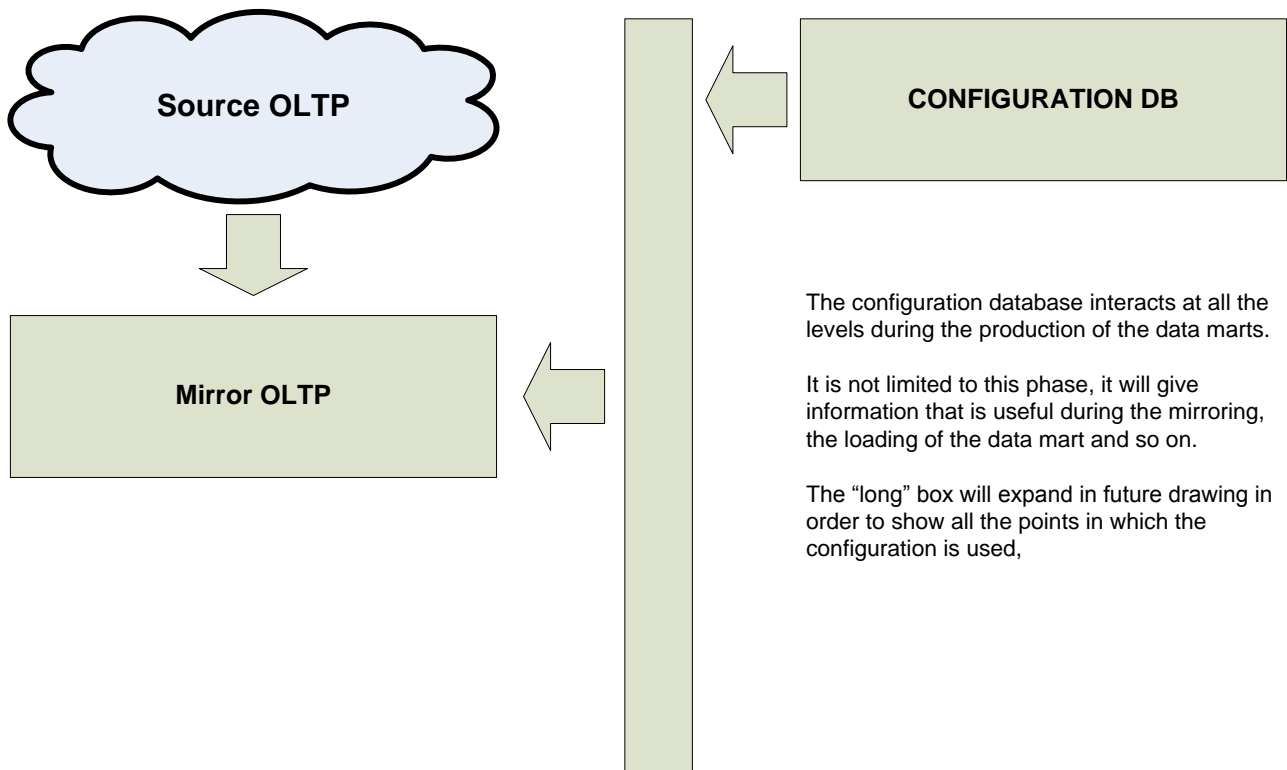 Source OLTP
CONFIGURATION DB
Mirror OLTP
The configuration database interacts at all the
levels during the production of the data marts.
It is not limited to this phase, it will give
information that is useful during the mirroring,
the loading of the data mart and so on.
The “long” box will expand in future drawing in
order to show all the points in which the
configuration is used,